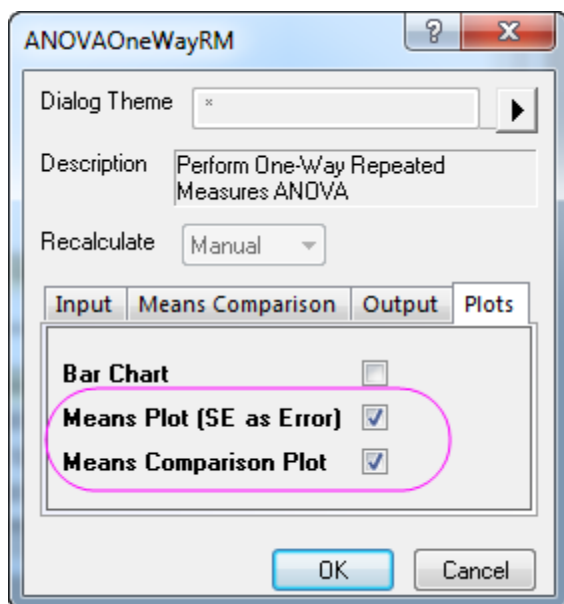 ANOVAOneWayRM
Dialog Theme *
Description Perform One-Way Repeated
Measures ANOVA
Recalculate Manual
Input Means Comparison Output Plots
Bar Chart
Means Plot (SE as Error)
Means Comparison Plot
OK Cancel